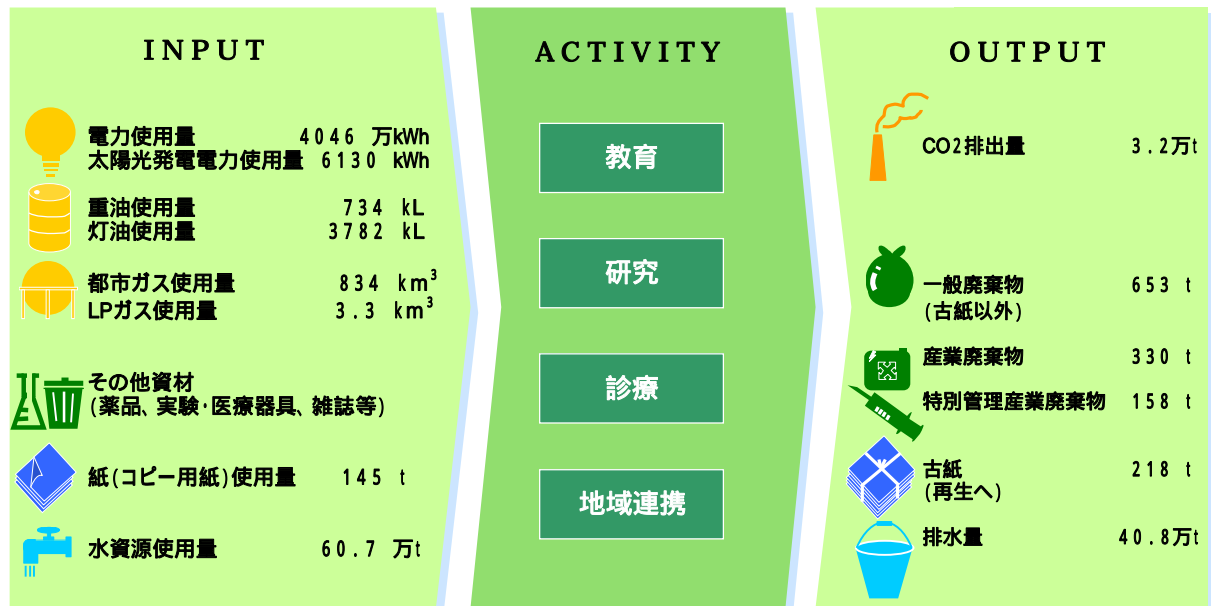 INPUT
電力使用量 4046 万kWh
太陽光発電電力使用量 6130 kWh
重油使用量 734 kL
灯油使用量 3782 kL
都市ガス使用量 834 km³
LPガス使用量 3.3 km³
その他資材
(薬品、実験・医療器具、雑誌等)
紙(コピー用紙)使用量 145 t
水資源使用量 60.7 万t
ACTIVITY
教育
研究
診療
地域連携
OUTPUT
CO2排出量 3.2万t
一般廃棄物 653 t
(古紙以外)
産業廃棄物 330 t
特別管理産業廃棄物 158 t
古紙 218 t
(再生へ)
排水量 40.8万t